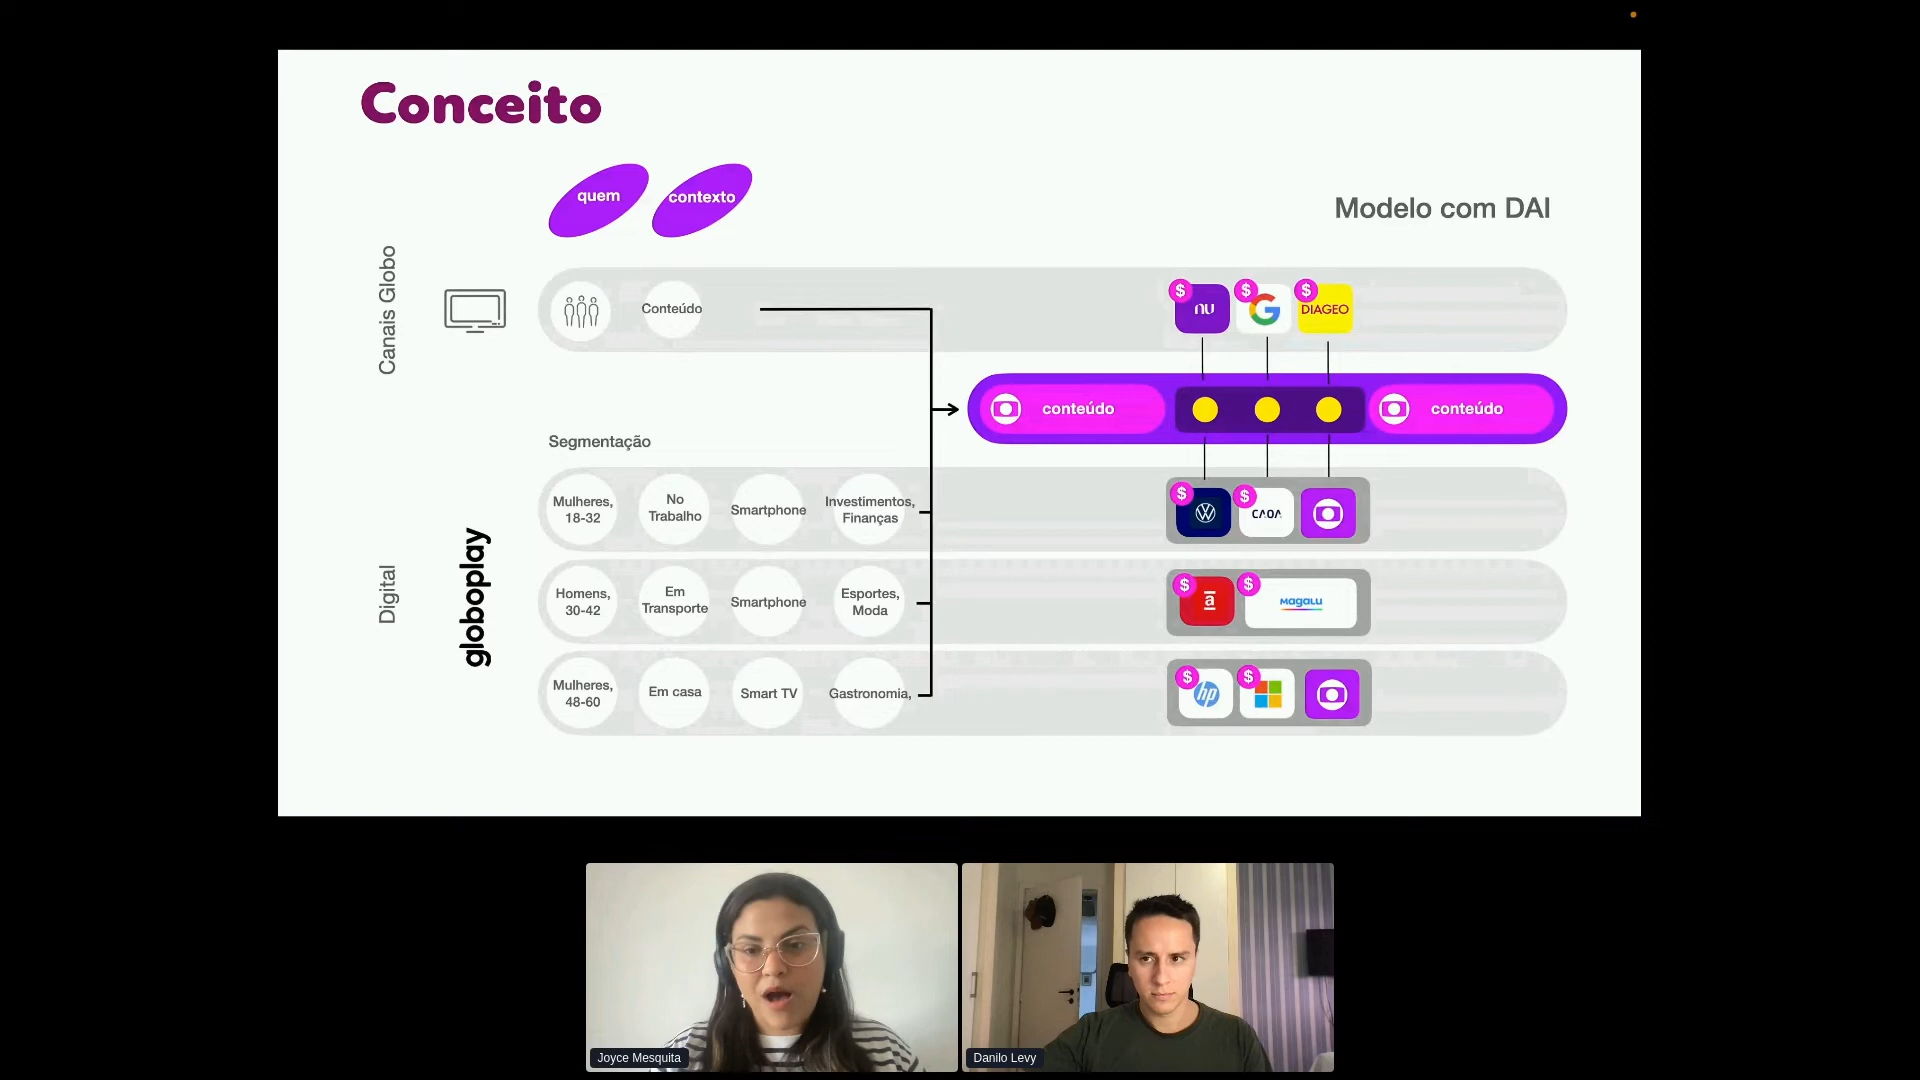 Conceito
quem
contexto
Modelo com DAI
Canais Globo
Conteúdo
$ $ $
nu
G
DIAGEO
conteúdo
conteúdo
Segmentação
Digital
globoplay
Mulheres,
18-32
No
Trabalho
Smartphone
Investimentos,
Finanças
$ $
CAOA
Homens,
30-42
Em
Transporte
Smartphone
Esportes,
Moda
$ $
a
Magalu
Mulheres,
48-60
Em casa
Smart TV
Gastronomia,
$ $
hp
Joyce Mesquita
Danilo Levy